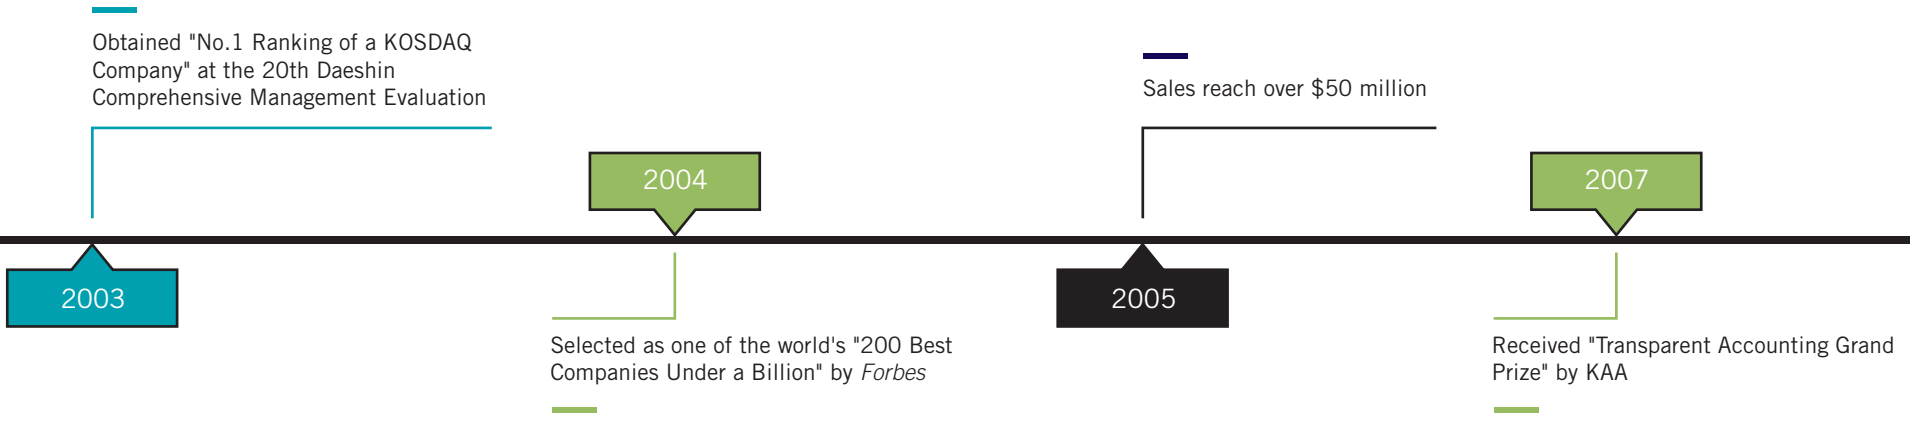 Obtained "No.1 Ranking of a KOSDAQ
Company" at the 20th Daeshin
Comprehensive Management Evaluation
2003
2004
Selected as one of the world's "200 Best
Companies Under a Billion" by Forbes
Sales reach over $50 million
2005
2007
Received "Transparent Accounting Grand
Prize" by KAA